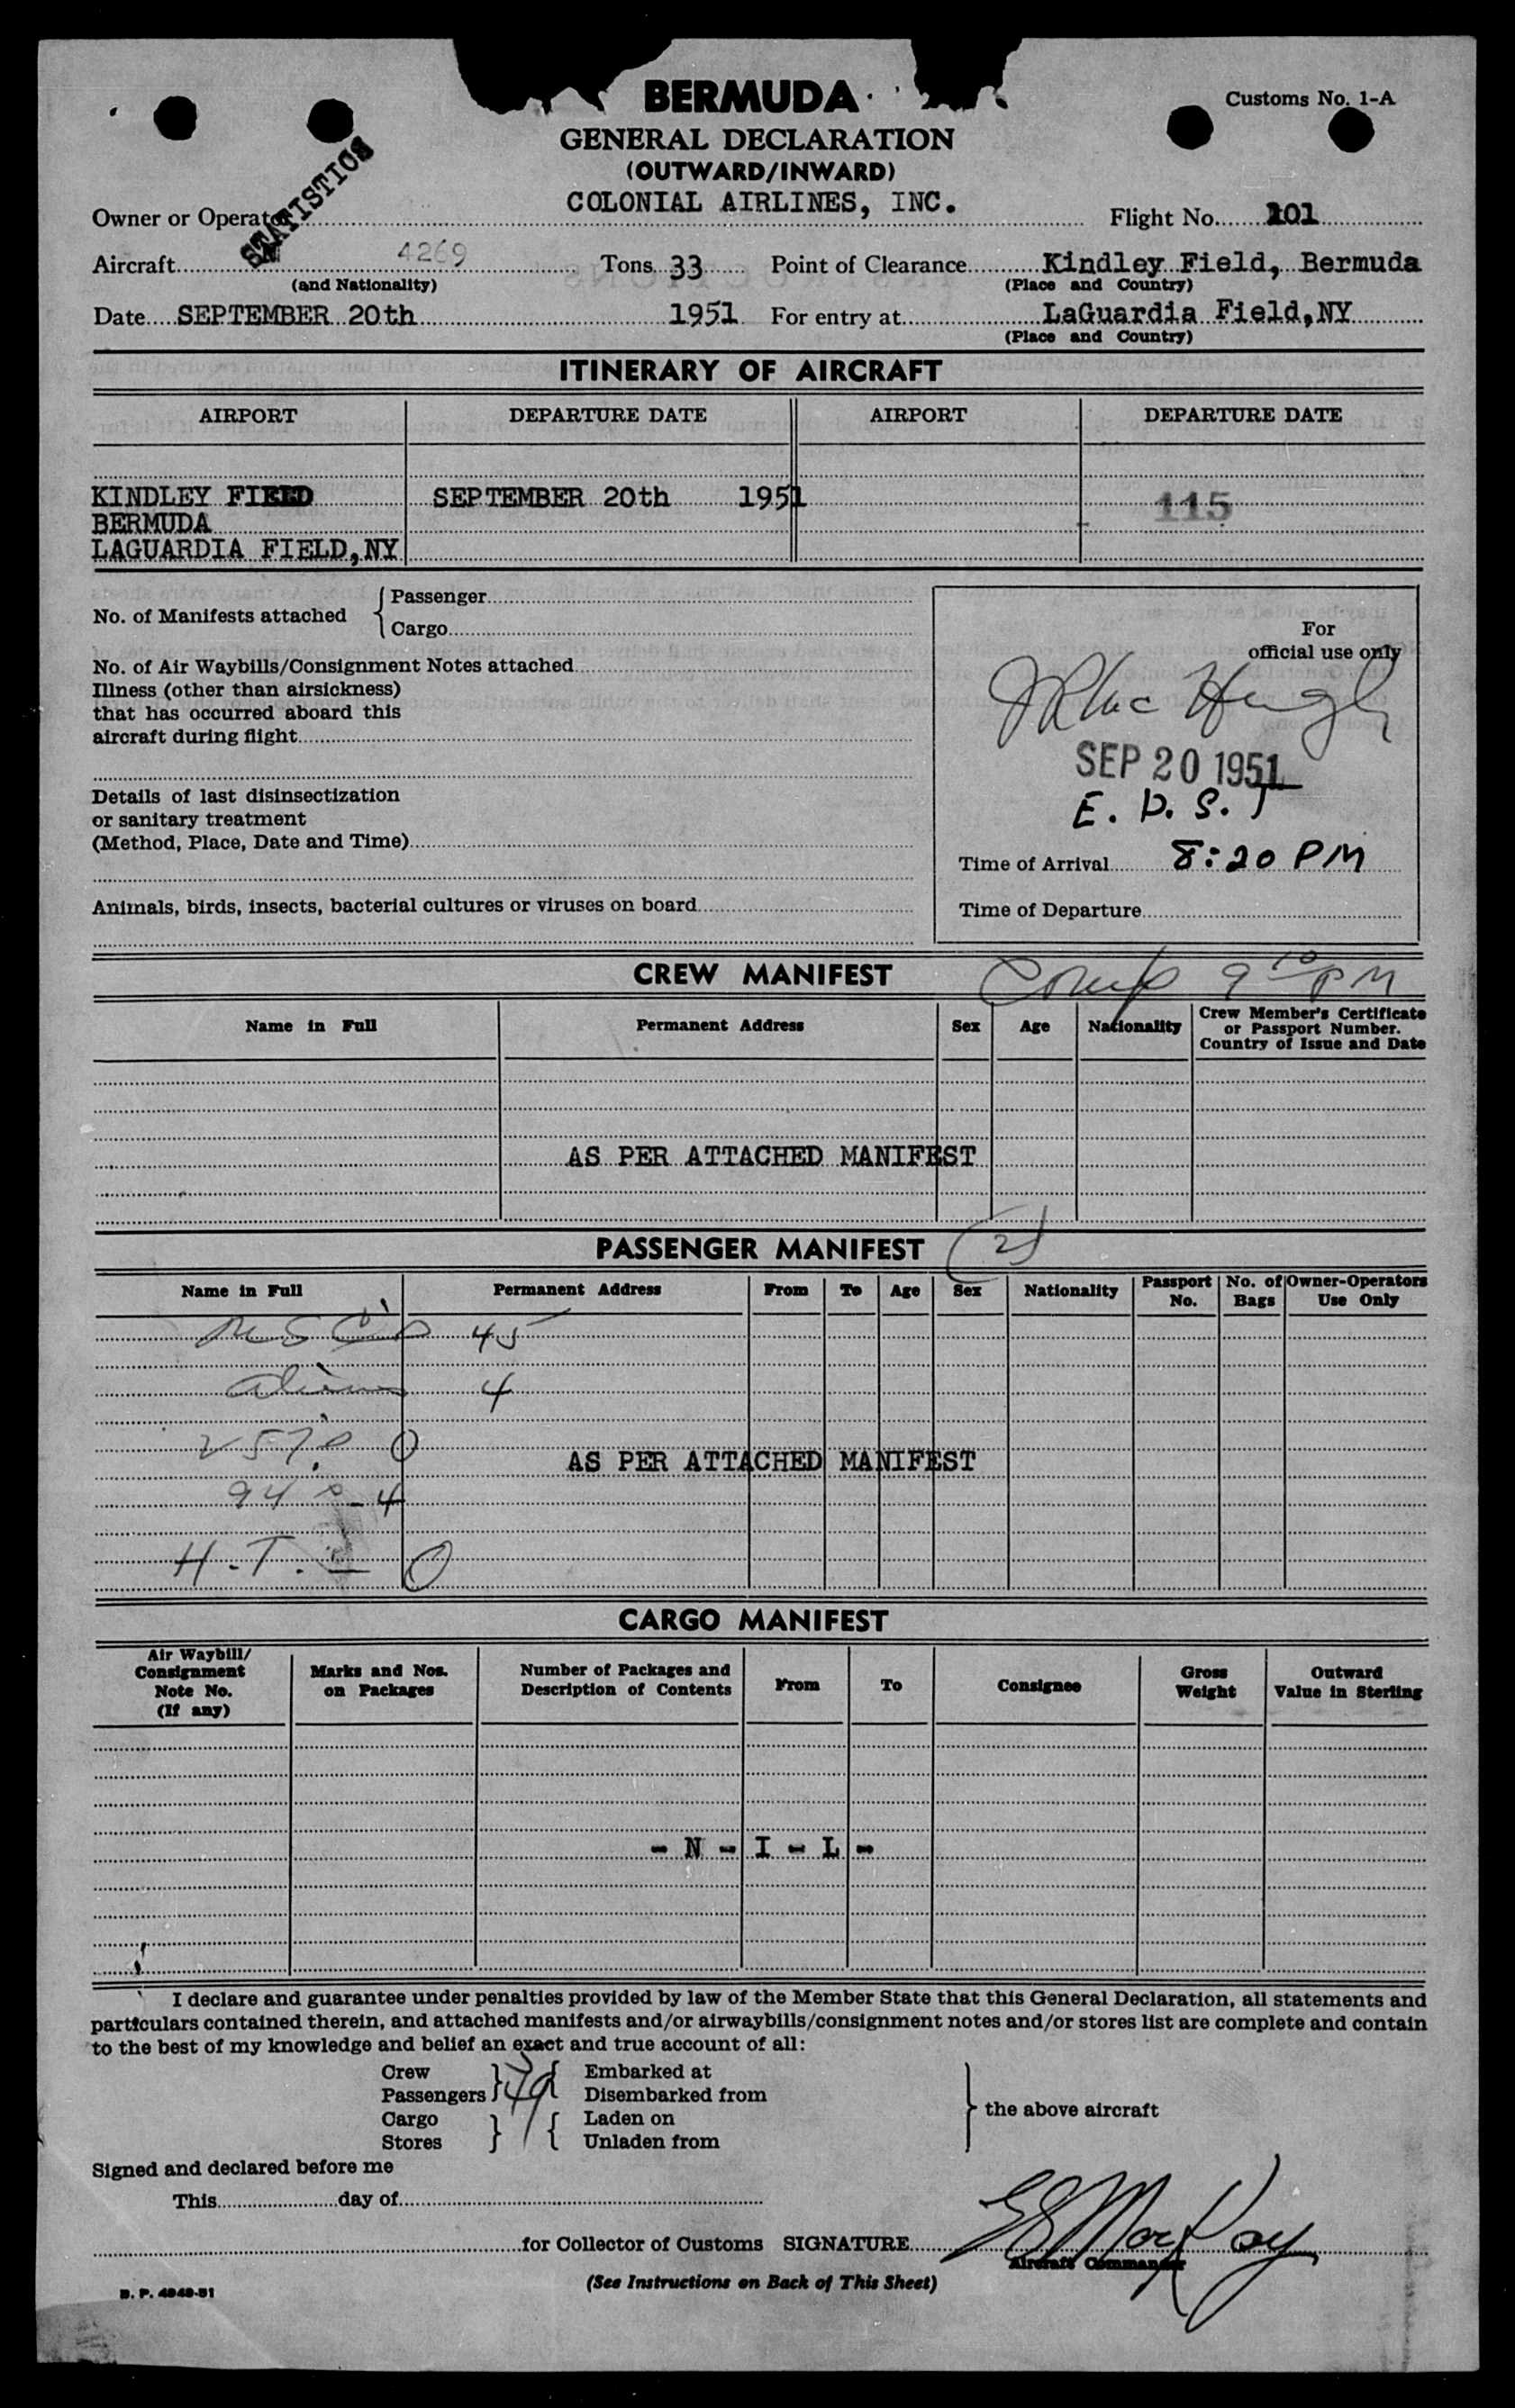 BERMUDA
Customs No. 1-A
GENERAL DECLARATION
(OUTWARD/INWARD)
STATISTICS
COLONIAL AIRLINES, INC.
Owner or Operator
Flight No. 101
Aircraft 4269 Tons 33 Point of Clearance Kindley Field, Bermuda
(and Nationality) (Place and Country)
Date SEPTEMBER 20th 1951 For entry at LaGuardia Field,NY
(Place and Country)
ITINERARY OF AIRCRAFT
AIRPORT DEPARTURE DATE AIRPORT DEPARTURE DATE
KINDLEY FIELD SEPTEMBER 20th 1951 115
BERMUDA
LAGUARDIA FIELD,NY
No. of Manifests attached { Passenger
Cargo
For
official use only
No. of Air Waybills/Consignment Notes attached
Illness (other than airsickness)
that has occurred aboard this
aircraft during flight
SEP 20 1951
E. D. S. T
Details of last disinsectization
or sanitary treatment
(Method, Place, Date and Time)
Time of Arrival 8:20 PM
Animals, birds, insects, bacterial cultures or viruses on board
Time of Departure
CREW MANIFEST Comp 9 10 PM
Name in Full Permanent Address Sex Age Nationality Crew Member's Certificate
or Passport Number.
Country of Issue and Date
AS PER ATTACHED MANIFEST
PASSENGER MANIFEST (2)
Name in Full Permanent Address From To Age Sex Nationality Passport No. No. of Bags Owner-Operators Use Only
45
aliens 4
257 0
AS PER ATTACHED MANIFEST
94 - 4
H.T. - 0
CARGO MANIFEST
Air Waybill/
Consignment
Note No.
(If any)
Marks and Nos.
on Packages
Number of Packages and
Description of Contents
From
To
Consignee
Gross
Weight
Outward
Value in Sterling
- N - I - L -
I declare and guarantee under penalties provided by law of the Member State that this General Declaration, all statements and
particulars contained therein, and attached manifests and/or airwaybills/consignment notes and/or stores list are complete and contain
to the best of my knowledge and belief an exact and true account of all:
Crew Embarked at
Passengers } 49 { Disembarked from
Cargo Laden on
Stores } { Unladen from
} the above aircraft
Signed and declared before me
This day of
for Collector of Customs SIGNATURE
Aircraft Commander
(See Instructions on Back of This Sheet)
B. P. 4948-51